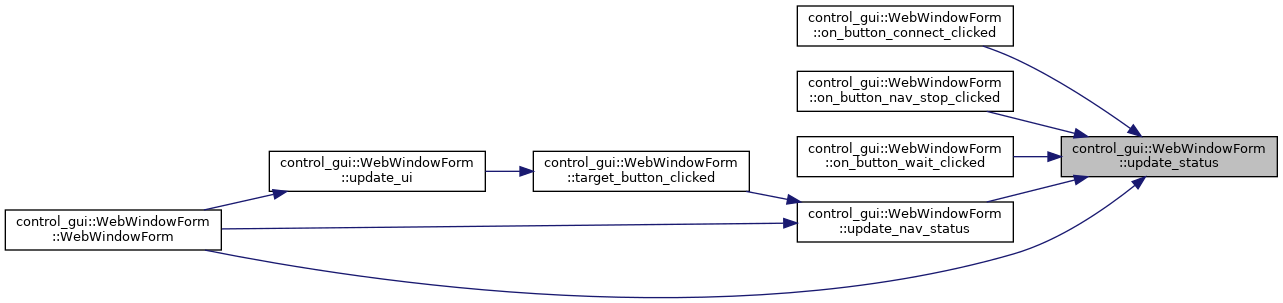 control_gui::WebWindowForm
::on_button_connect_clicked
control_gui::WebWindowForm
::on_button_nav_stop_clicked
control_gui::WebWindowForm
::on_button_wait_clicked
control_gui::WebWindowForm
::update_status
control_gui::WebWindowForm
::update_ui
control_gui::WebWindowForm
::target_button_clicked
control_gui::WebWindowForm
::update_nav_status
control_gui::WebWindowForm
::WebWindowForm